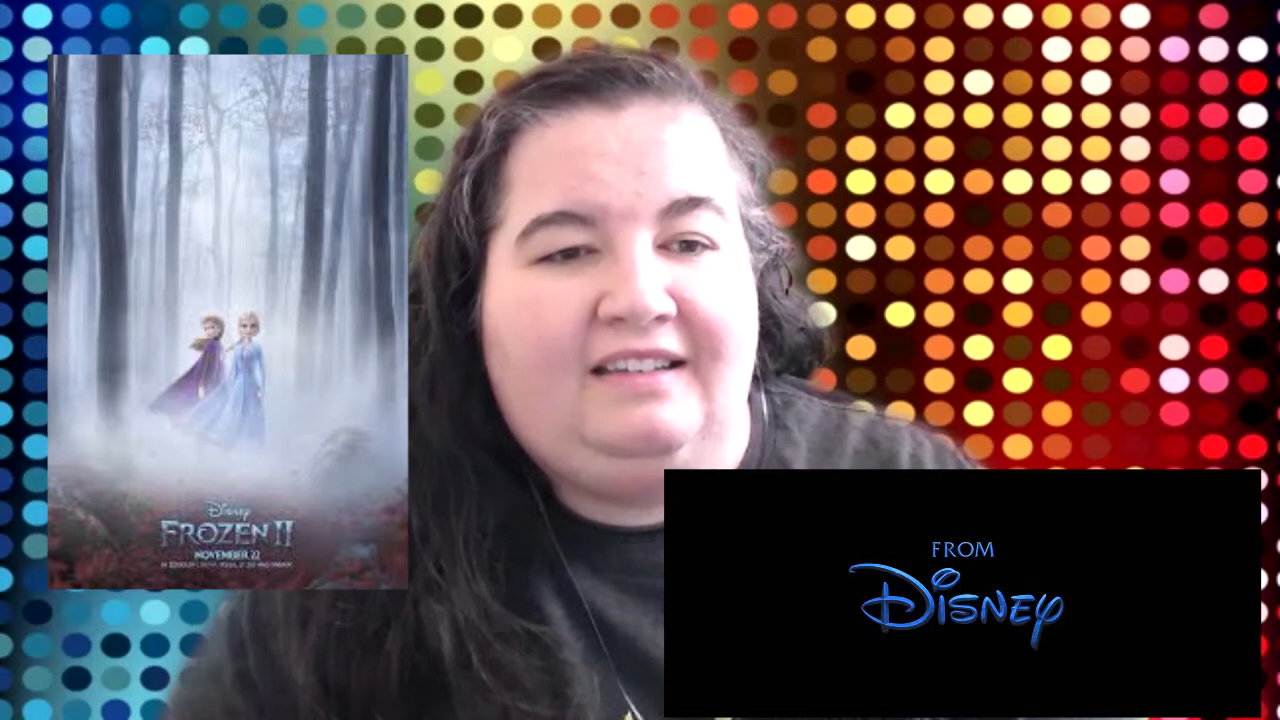 Disney
FROZEN II
NOVEMBER 22
FROM
DISNEY